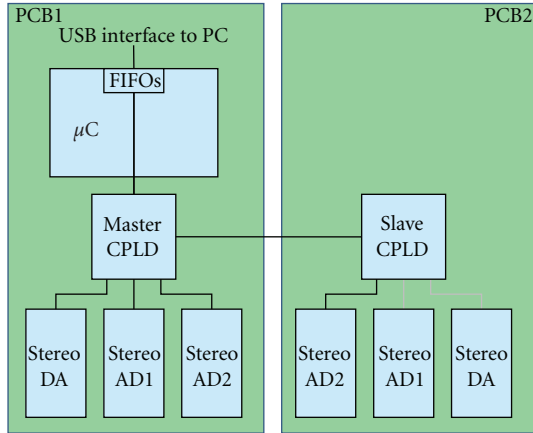 PCB1
PCB2
USB interface to PC
FIFOs
μC
Master
CPLD
Slave
CPLD
Stereo
DA
Stereo
AD1
Stereo
AD2
Stereo
AD2
Stereo
AD1
Stereo
DA